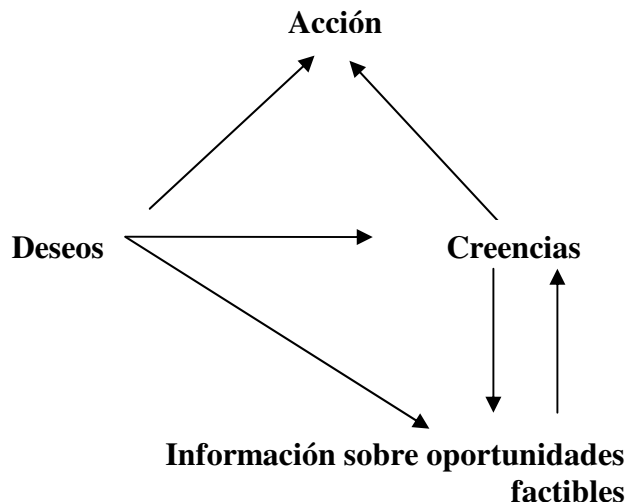 Acción
Deseos
Creencias
Información sobre oportunidades
factibles